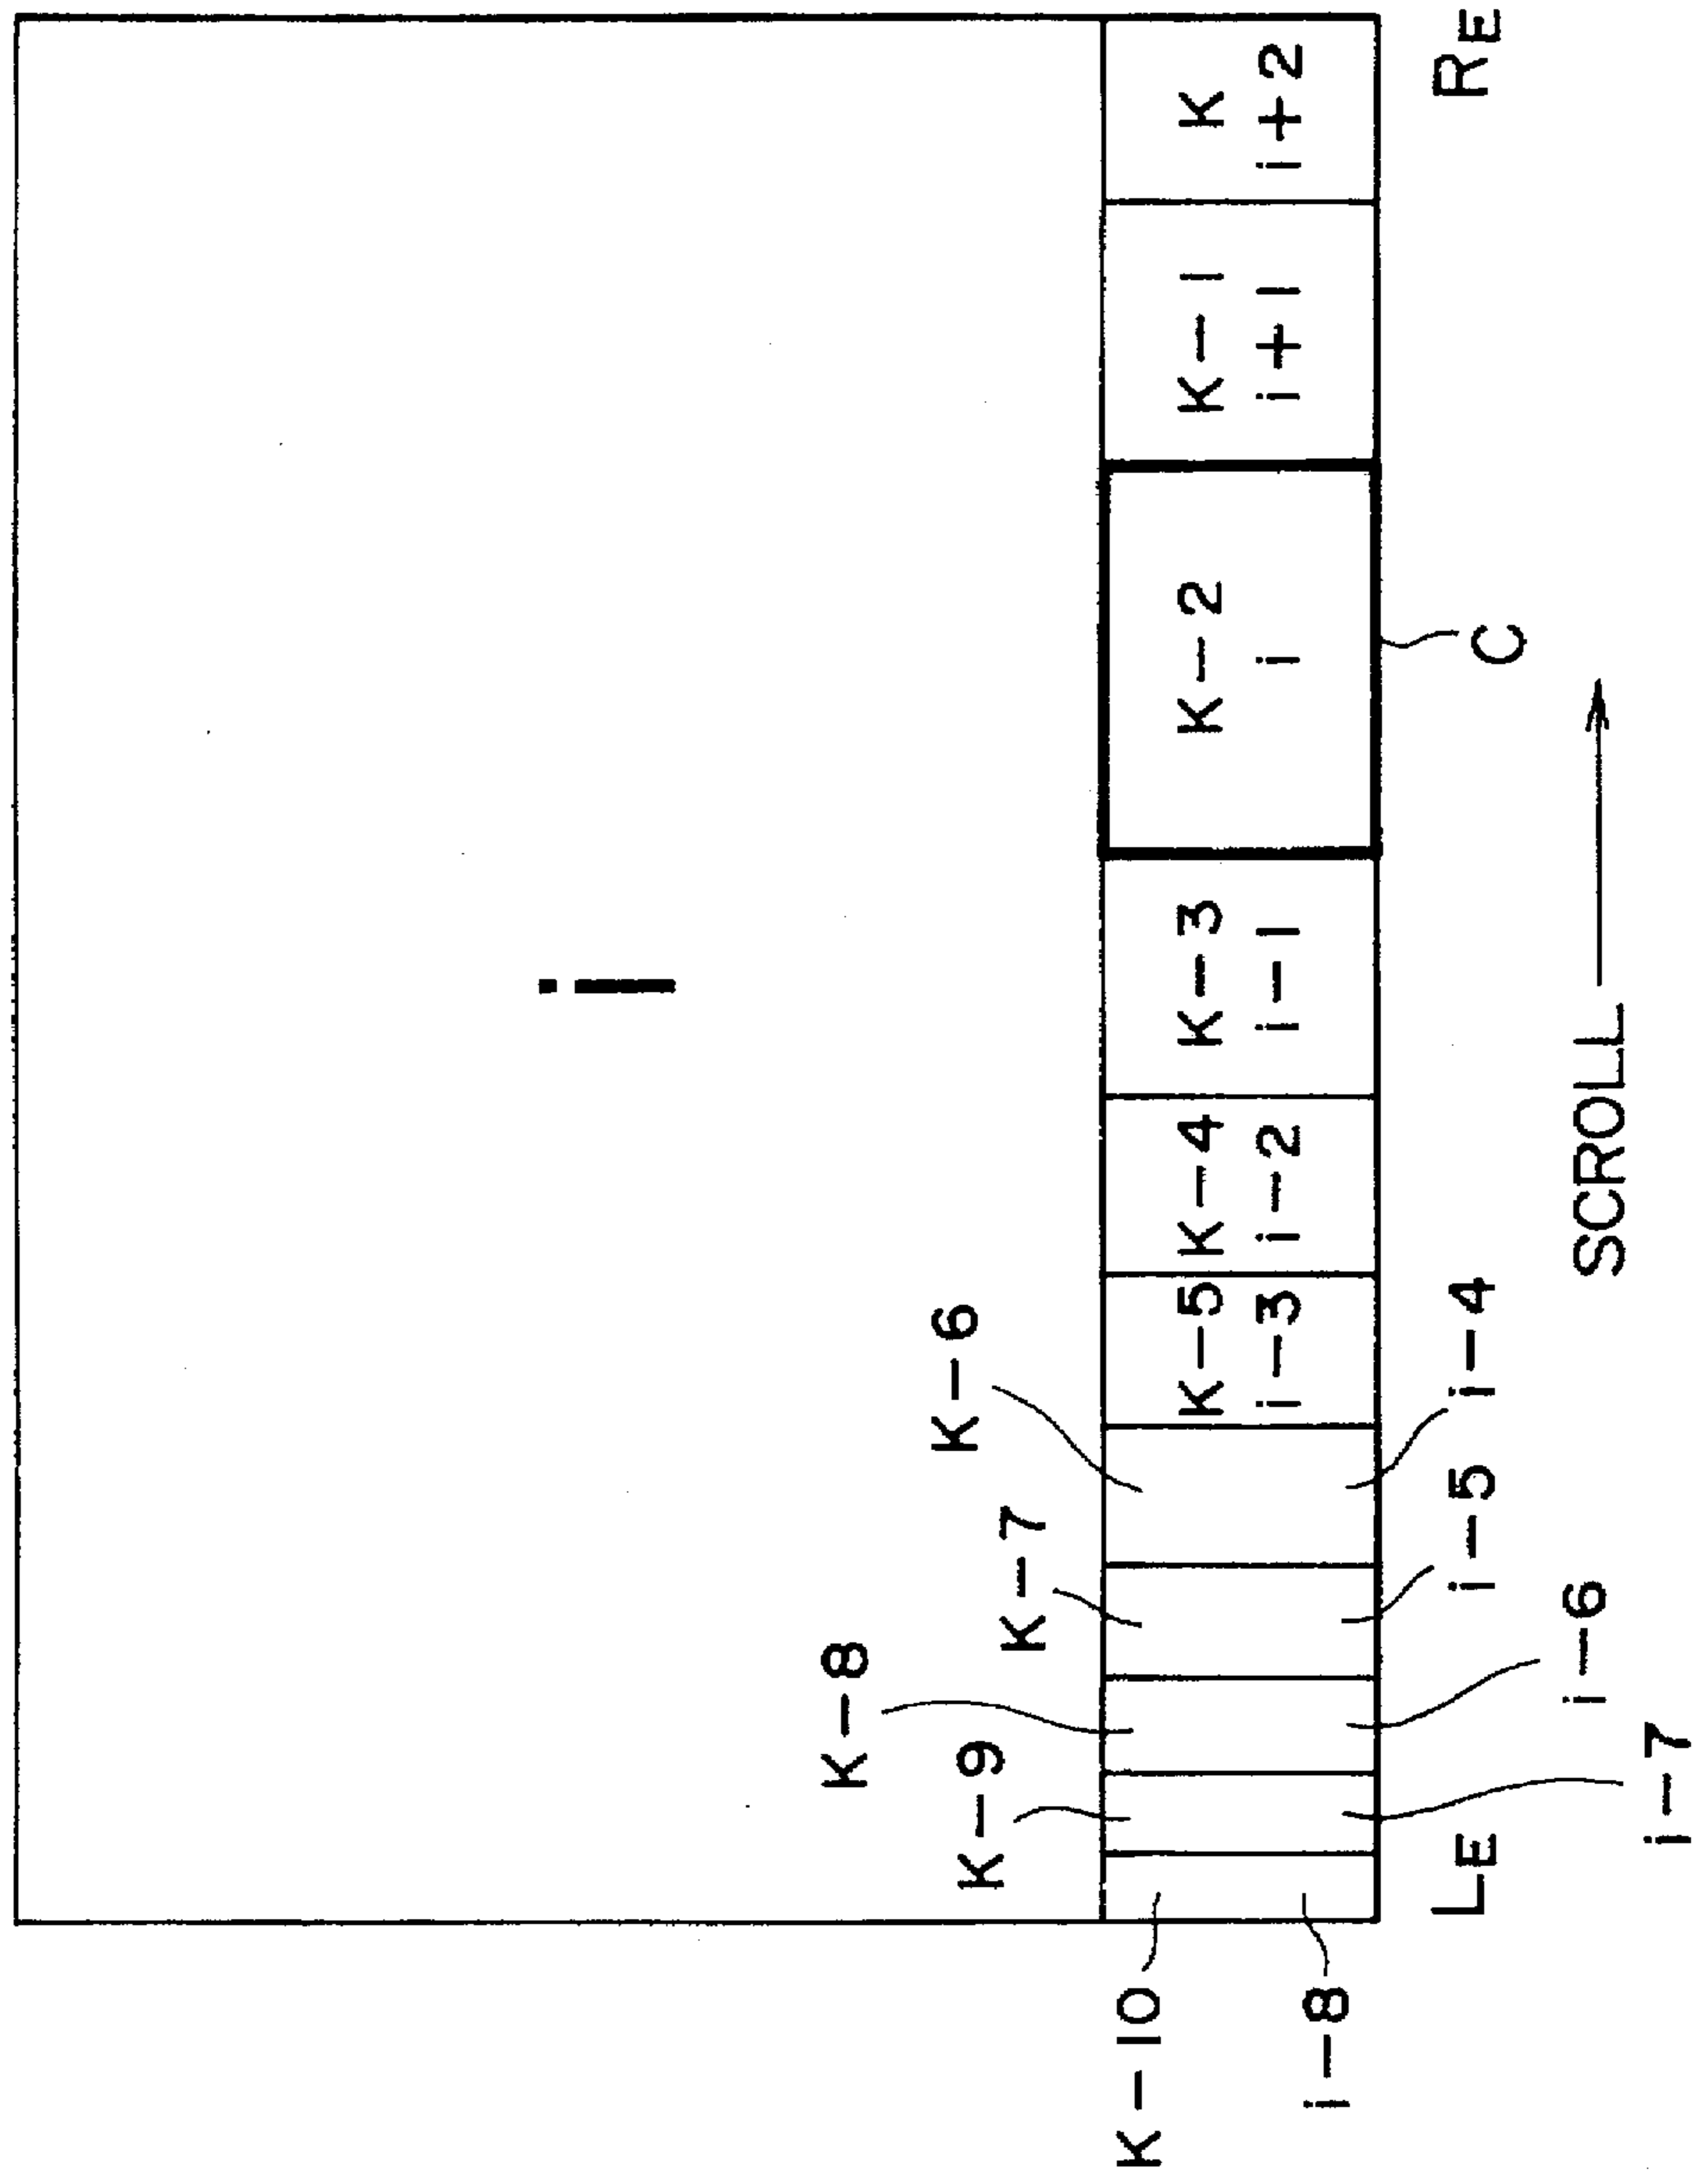 i
K-8
K-6
K-9
K-7
K-10
K-5
K-4
K-3
K-2
K-1
K
i-8
i-3
i-2
i-1
i
i+1
i+2
LE
i-5
i-4
C
RE
i-6
SCROLL
i-7